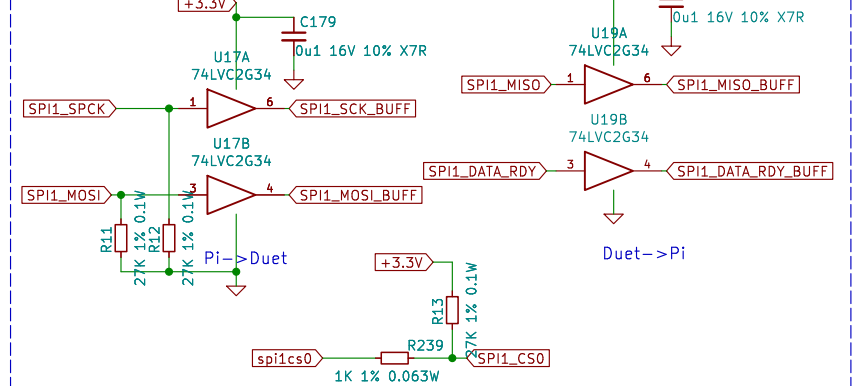 +3.3V
C179
0u1 16V 10% X7R
0u1 16V 10% X7R
U17A
74LVC2G34
U19A
74LVC2G34
SPI1_SPCK
1
6
SPI1_SCK_BUFF
SPI1_MISO
1
6
SPI1_MISO_BUFF
U17B
74LVC2G34
U19B
74LVC2G34
SPI1_MOSI
3
4
SPI1_MOSI_BUFF
SPI1_DATA_RDY
3
4
SPI1_DATA_RDY_BUFF
R11
27K 1% 0.1W
R12
27K 1% 0.1W
Pi->Duet
Duet->Pi
+3.3V
R13
27K 1% 0.1W
spi1cs0
R239
1K 1% 0.063W
SPI1_CS0